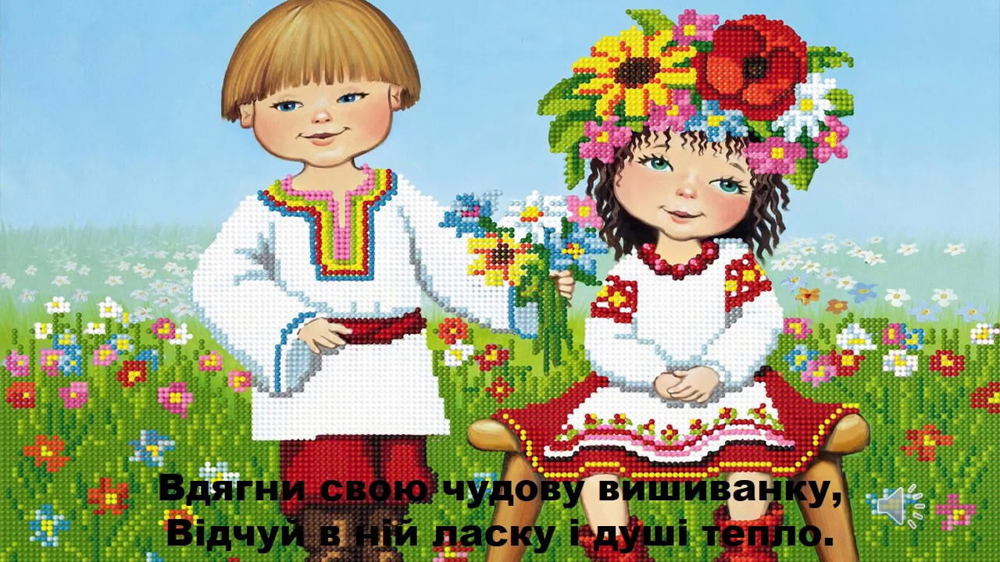 Вдягни свою чудову вишиванку,
Відчуй в ній ласку і душі тепло.